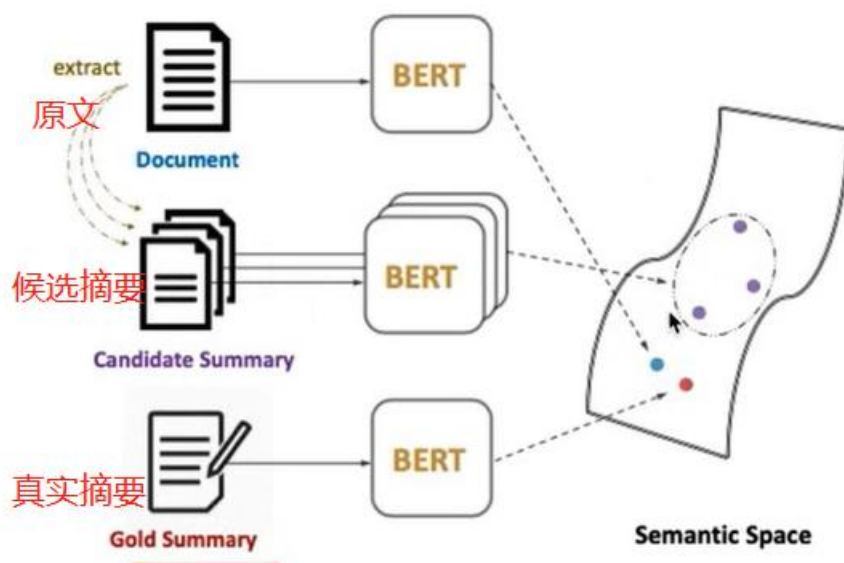 extract
原文
Document
BERT
候选摘要
Candidate Summary
BERT
真实摘要
Gold Summary
BERT
Semantic Space